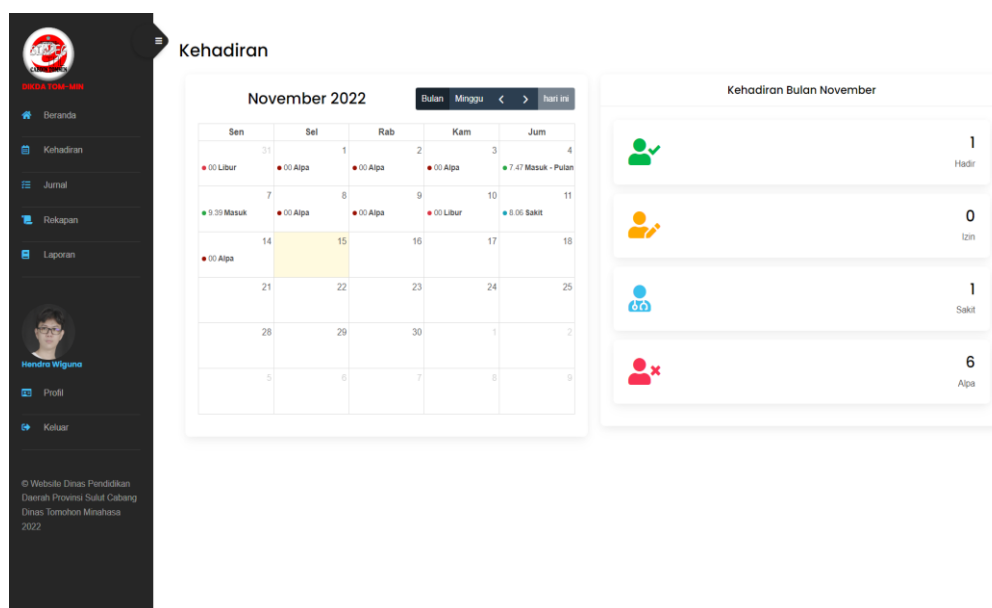 DIKDA TOM-MIN
Beranda
Kehadiran
Jurnal
Rekapan
Laporan
Hendra Wiguna
Profil
Keluar
© Website Dinas Pendidikan
Daerah Provinsi Sulut Cabang
Dinas Tomohon Minahasa
2022
Kehadiran
November 2022
Bulan Minggu < > hari ini
Sen Sel Rab Kam Jum
31 1 2 3 4
00 Libur 00 Alpa 00 Alpa 00 Alpa 7.47 Masuk - Pulan
7 8 9 10 11
9.39 Masuk 00 Alpa 00 Alpa 00 Libur 8.06 Sakit
14 15 16 17 18
00 Alpa
21 22 23 24 25
28 29 30 1 2
5 6 7 8 9
Kehadiran Bulan November
1
Hadir
0
Izin
1
Sakit
6
Alpa